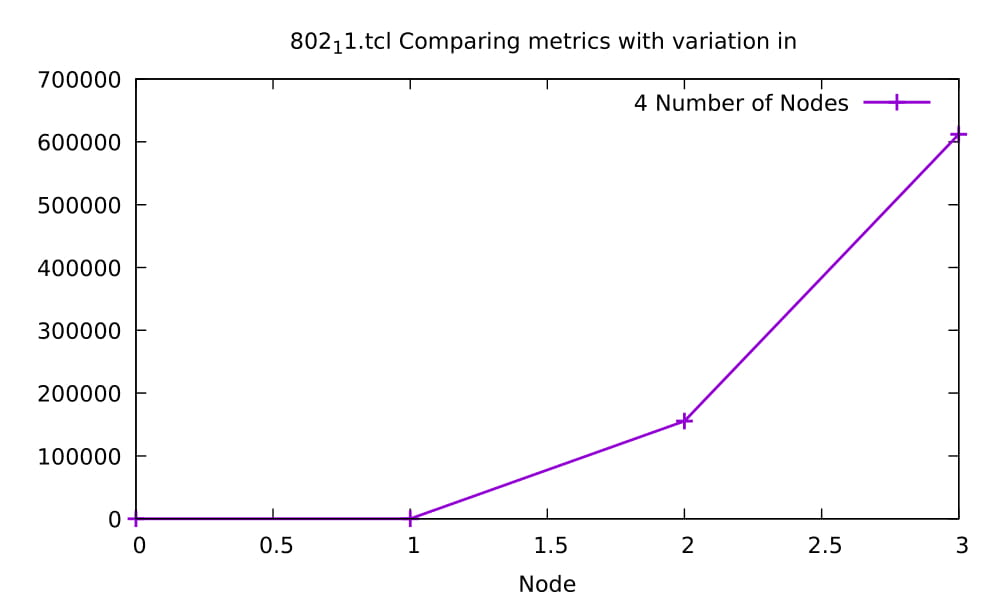 802₁1.tcl Comparing metrics with variation in
700000
4 Number of Nodes
600000
500000
400000
300000
200000
100000
0
0 0.5 1 1.5 2 2.5 3
Node